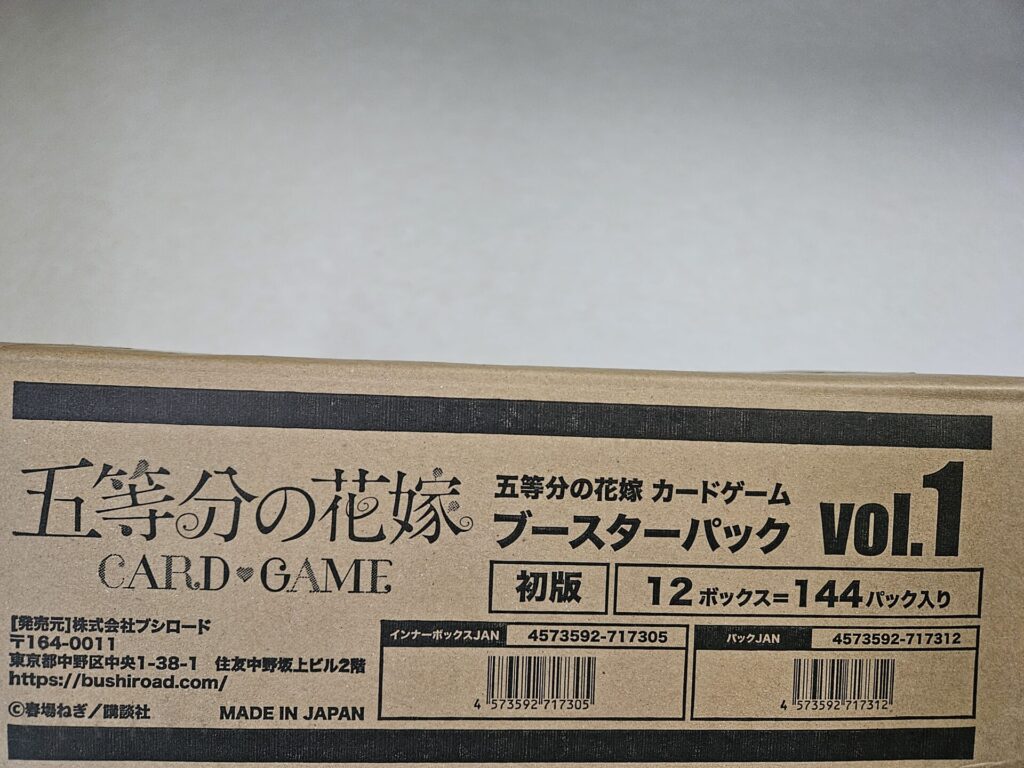 五等分の花嫁
CARD♥GAME
五等分の花嫁 カードゲーム
ブースターパック vol.1
初版
12ボックス=144パック入り
[発売元]株式会社ブシロード
〒164-0011
東京都中野区中央1-38-1 住友中野坂上ビル2階
https://bushiroad.com/
©春場ねぎ/講談社 MADE IN JAPAN
インナーボックスJAN 4573592-717305
4 573592 717305
パックJAN 4573592-717312
4 573592 717312